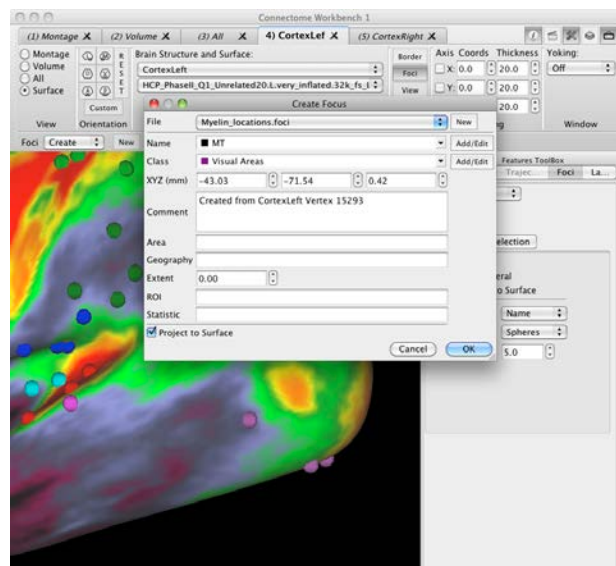 Connectome Workbench 1
(1) Montage X (2) Volume X (3) All X 4) CortexLef X (5) CortexRight X
Montage
Volume
All
Surface
View
RESET
Custom
Orientation
Brain Structure and Surface:
CortexLeft
HCP_PhaseII_Q1_Unrelated20.L.very_inflated.32k_fs_L
Border
Foci
View
Axis Coords Thickness
X: 0.0 20.0
Y: 0.0 20.0
20.0
Yoking:
Off
Window
Foci Create New
Create Focus
File Myelin_locations.foci New
Name MT Add/Edit
Class Visual Areas Add/Edit
XYZ (mm) -43.03 -71.54 0.42
Comment Created from CortexLeft Vertex 15293
Area
Geography
Extent 0.00
ROI
Statistic
Project to Surface
Cancel OK
Features ToolBox
Trajec... Foci La...
election
eral
o Surface
Name
Spheres
5.0